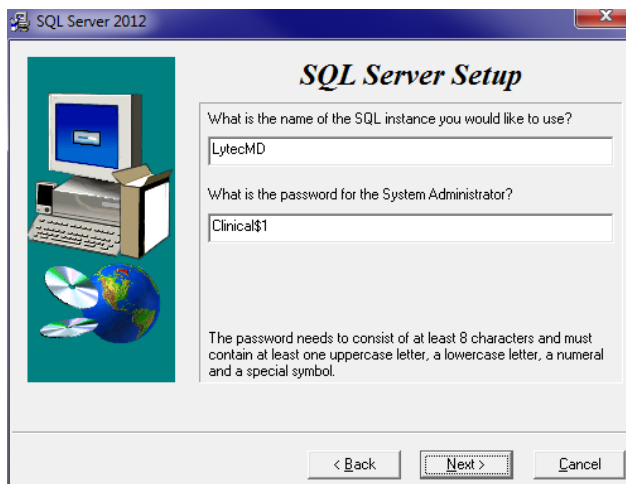 SQL Server 2012
SQL Server Setup
What is the name of the SQL instance you would like to use?
LytecMD
What is the password for the System Administrator?
Clinical$1
The password needs to consist of at least 8 characters and must
contain at least one uppercase letter, a lowercase letter, a numeral
and a special symbol.
< Back
Next >
Cancel